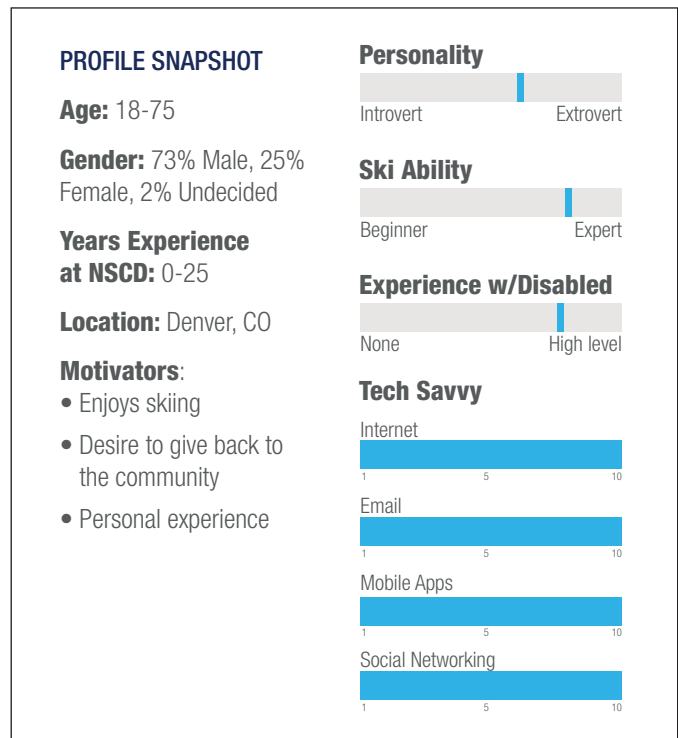 PROFILE SNAPSHOT
Age: 18-75
Gender: 73% Male, 25%
Female, 2% Undecided
Years Experience
at NSCD: 0-25
Location: Denver, CO
Motivators:
• Enjoys skiing
• Desire to give back to
the community
• Personal experience
Personality
Introvert Extrovert
Ski Ability
Beginner Expert
Experience w/Disabled
None High level
Tech Savvy
Internet
1 5 10
Email
1 5 10
Mobile Apps
1 5 10
Social Networking
1 5 10